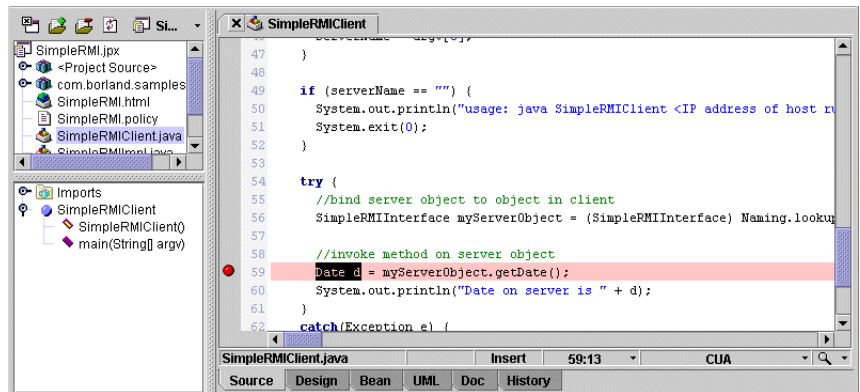 Si...
SimpleRMI.jpx
<Project Source>
com.borland.samples
SimpleRMI.html
SimpleRMI.policy
SimpleRMIClient.java
SimpleRMIImpl.java
Imports
SimpleRMIClient
SimpleRMIClient()
main(String[] argv)
SimpleRMIClient
47 }
48
49 if (serverName == "") {
50 System.out.println("usage: java SimpleRMIClient <IP address of host ru
51 System.exit(0);
52 }
53
54 try {
55 //bind server object to object in client
56 SimpleRMIInterface myServerObject = (SimpleRMIInterface) Naming.lookup
57
58 //invoke method on server object
59 Date d = myServerObject.getDate();
60 System.out.println("Date on server is " + d);
61 }
62 catch(Exception e) {
SimpleRMIClient.java Insert 59:13 CUA
Source Design Bean UML Doc History